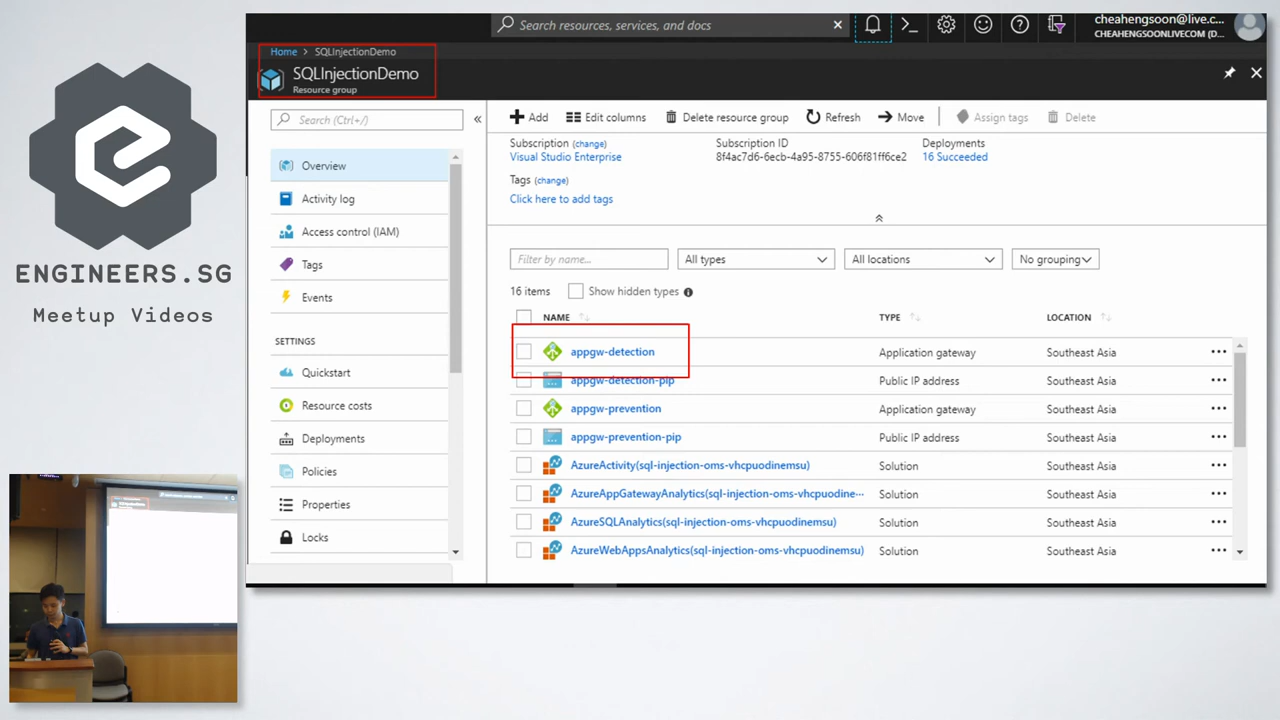 ENGINEERS.SG
Meetup Videos
Search resources, services, and docs
cheahengsoon@live.c...
CHEAHENGSOONLIVECOM (D...
Home > SQLInjectionDemo
SQLInjectionDemo
Resource group
Search (Ctrl+/)
Overview
Activity log
Access control (IAM)
Tags
Events
SETTINGS
Quickstart
Resource costs
Deployments
Policies
Properties
Locks
Add
Edit columns
Delete resource group
Refresh
Move
Assign tags
Delete
Subscription (change)
Visual Studio Enterprise
Subscription ID
8f4ac7d6-6ecb-4a95-8755-606f81ff6ce2
Deployments
16 Succeeded
Tags (change)
Click here to add tags
Filter by name...
All types
All locations
No grouping
16 items
Show hidden types
NAME TYPE LOCATION
appgw-detection Application gateway Southeast Asia
appgw-detection-pip Public IP address Southeast Asia
appgw-prevention Application gateway Southeast Asia
appgw-prevention-pip Public IP address Southeast Asia
AzureActivity(sql-injection-oms-vhcpuodinemsu) Solution Southeast Asia
AzureAppGatewayAnalytics(sql-injection-oms-vhcpuodine... Solution Southeast Asia
AzureSQLAnalytics(sql-injection-oms-vhcpuodinemsu) Solution Southeast Asia
AzureWebAppsAnalytics(sql-injection-oms-vhcpuodinemsu) Solution Southeast Asia